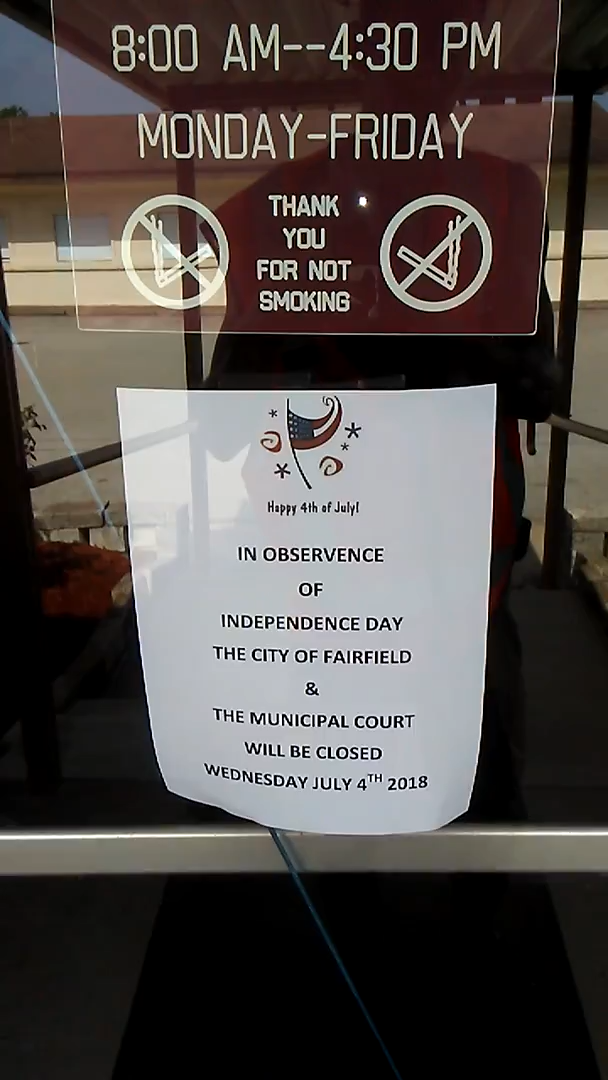 8:00 AM--4:30 PM
MONDAY-FRIDAY
THANK
YOU
FOR NOT
SMOKING
Happy 4th of July!
IN OBSERVENCE
OF
INDEPENDENCE DAY
THE CITY OF FAIRFIELD
&
THE MUNICIPAL COURT
WILL BE CLOSED
WEDNESDAY JULY 4TH 2018